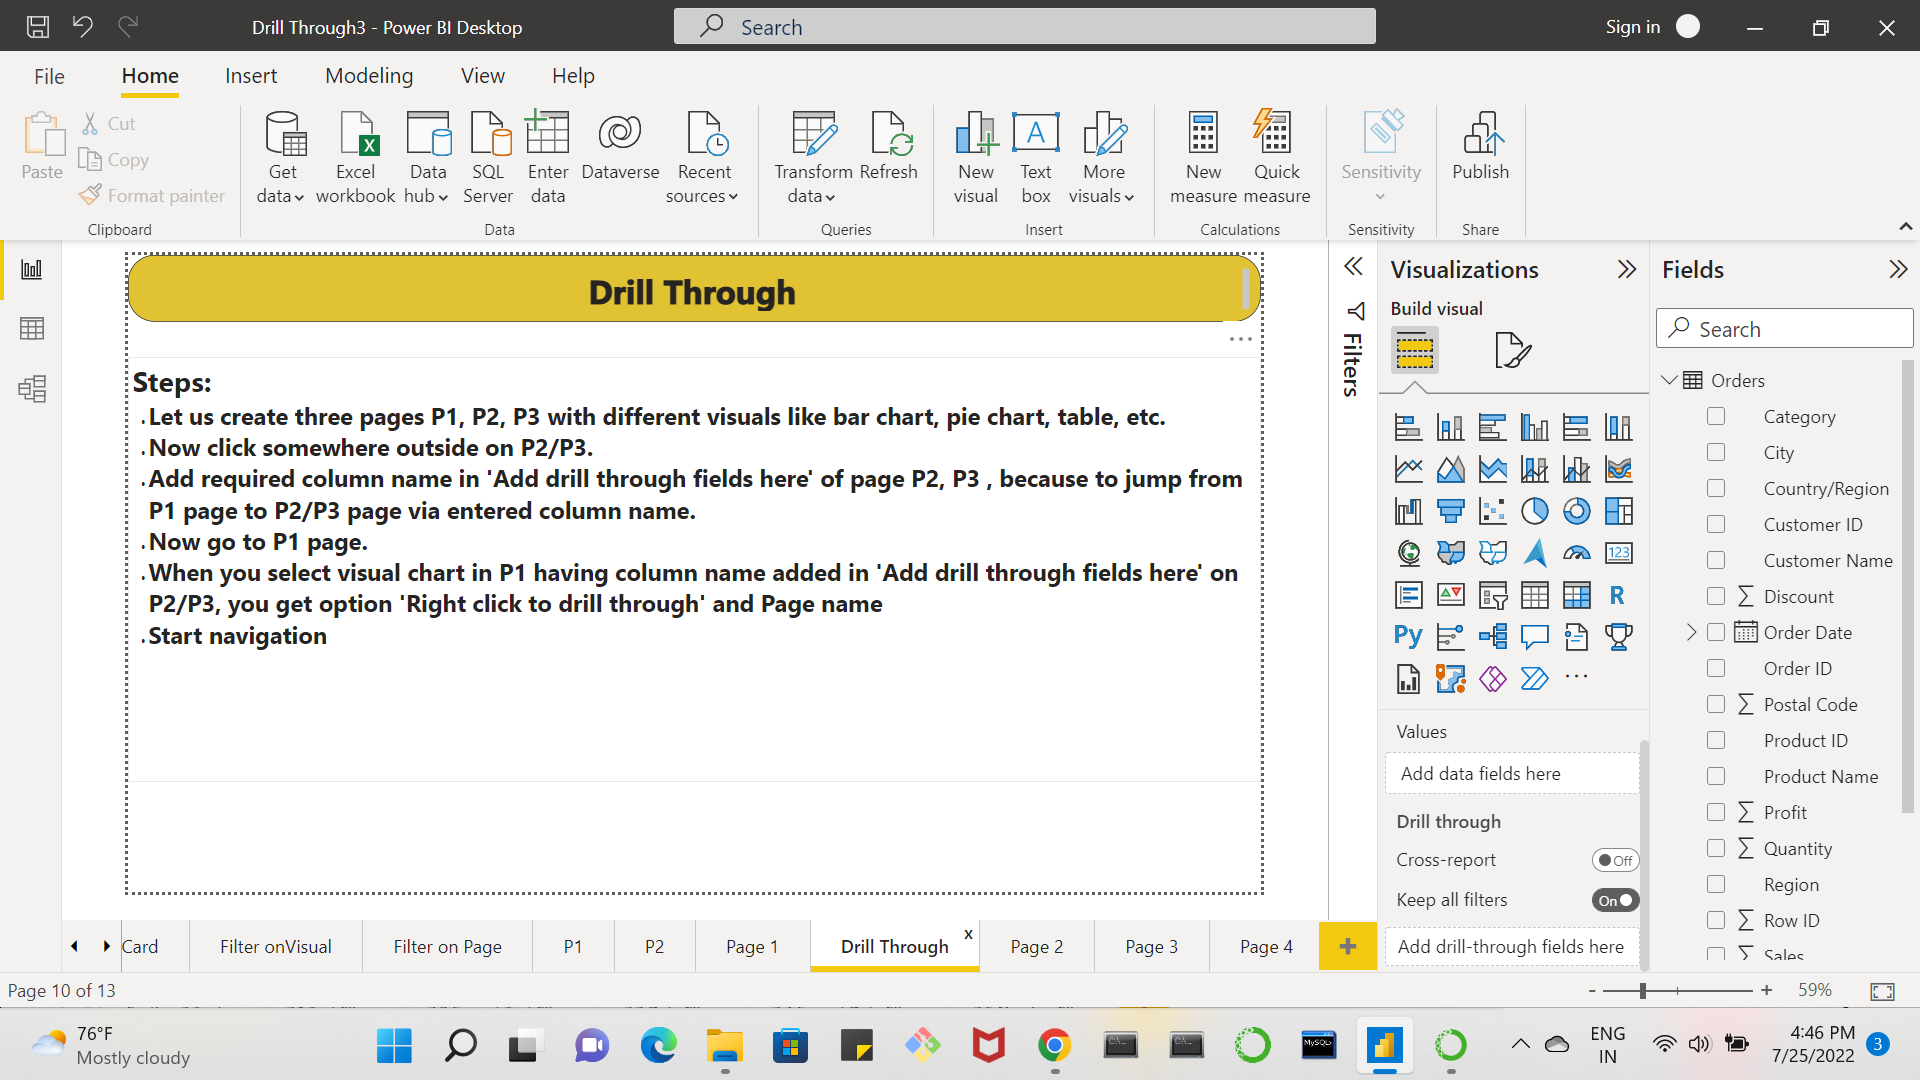 Drill Through3 - Power BI Desktop
Search
Sign in
File
Home
Insert
Modeling
View
Help
Paste
Cut
Copy
Format painter
Clipboard
Get data
Excel workbook
Data hub
SQL Server
Enter data
Dataverse
Recent sources
Data
Transform data
Refresh
Queries
New visual
Text box
More visuals
Insert
New measure
Quick measure
Calculations
Sensitivity
Sensitivity
Publish
Share
Drill Through
Steps:
.Let us create three pages P1, P2, P3 with different visuals like bar chart, pie chart, table, etc.
.Now click somewhere outside on P2/P3.
.Add required column name in 'Add drill through fields here' of page P2, P3 , because to jump from
P1 page to P2/P3 page via entered column name.
.Now go to P1 page.
.When you select visual chart in P1 having column name added in 'Add drill through fields here' on
P2/P3, you get option 'Right click to drill through' and Page name
.Start navigation
Filters
Visualizations
Build visual
123
R
Py
Values
Add data fields here
Drill through
Cross-report
Off
Keep all filters
On
Add drill-through fields here
Fields
Search
Orders
Category
City
Country/Region
Customer ID
Customer Name
Discount
Order Date
Order ID
Postal Code
Product ID
Product Name
Profit
Quantity
Region
Row ID
Sales
Card
Filter onVisual
Filter on Page
P1
P2
Page 1
Drill Through
x
Page 2
Page 3
Page 4
+
Page 10 of 13
- + 59%
76°F
Mostly cloudy
MySQL
ENG
IN
4:46 PM
7/25/2022
3